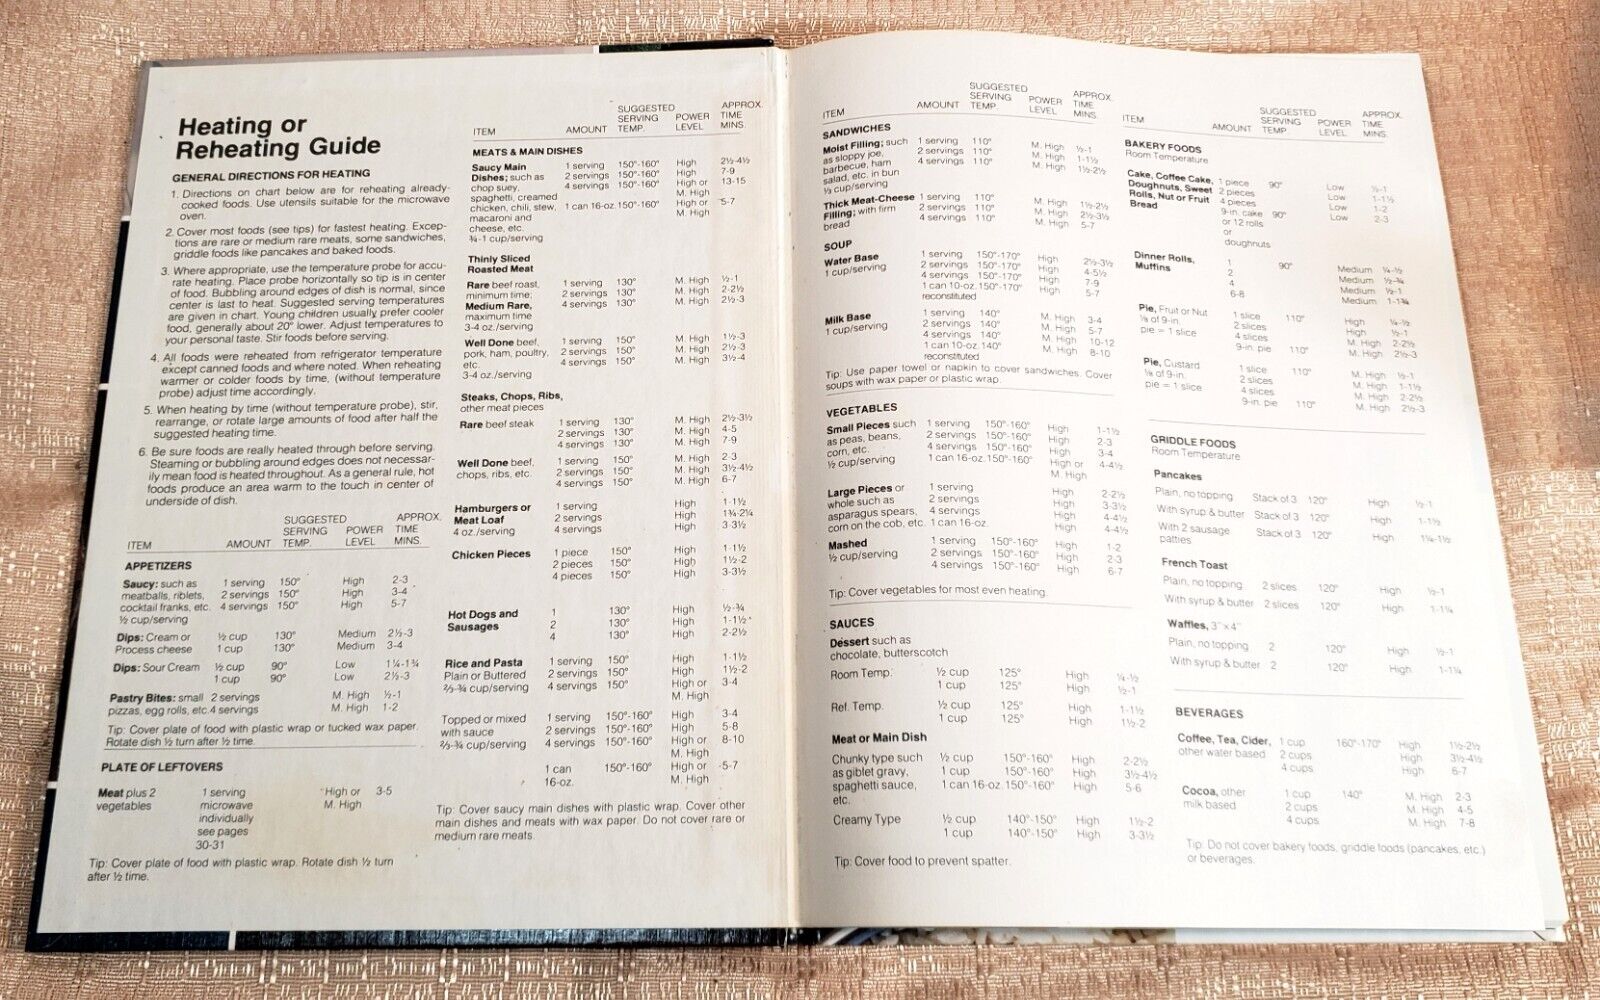 Heating or
Reheating Guide
GENERAL DIRECTIONS FOR HEATING
1. Directions on chart below are for reheating already-
cooked foods. Use utensils suitable for the microwave
oven.
2. Cover most foods (see tips) for fastest heating. Excep-
tions are rare or medium rare meats, some sandwiches,
griddle foods like pancakes and baked foods.
3. Where appropriate, use the temperature probe for accu-
rate heating. Place probe horizontally so tip is in center
of food. Bubbling around edges of dish is normal, since
center is last to heat. Suggested serving temperatures
are given in chart. Young children usually prefer cooler
food, generally about 20° lower. Adjust temperatures to
your personal taste. Stir foods before serving.
4. All foods were reheated from refrigerator temperature
except canned foods and where noted. When reheating
warmer or colder foods by time, (without temperature
probe) adjust time accordingly.
5. When heating by time (without temperature probe), stir,
rearrange, or rotate large amounts of food after half the
suggested heating time.
6. Be sure foods are really heated through before serving.
Steaming or bubbling around edges does not necessar-
ily mean food is heated throughout. As a general rule, hot
foods produce an area warm to the touch in center of
underside of dish.
SUGGESTED APPROX.
SERVING POWER TIME
ITEM AMOUNT TEMP. LEVEL MINS.
APPETIZERS
Saucy: such as 1 serving 150° High 2-3
meatballs, riblets, 2 servings 150° High 3-4
cocktail franks, etc. 4 servings 150° High 5-7
½ cup/serving
Dips: Cream or ½ cup 130° Medium 2½-3
Process cheese 1 cup 130° Medium 3-4
Dips: Sour Cream ½ cup 90° Low 1¼-1¾
1 cup 90° Low 2½-3
Pastry Bites: small 2 servings M. High ½-1
pizzas, egg rolls, etc. 4 servings M. High 1-2
Tip: Cover plate of food with plastic wrap or tucked wax paper.
Rotate dish ½ turn after ½ time.
PLATE OF LEFTOVERS
Meat plus 2 1 serving High or 3-5
vegetables microwave M. High
individually
see pages
30-31
Tip: Cover plate of food with plastic wrap. Rotate dish ½ turn
after ½ time.
SUGGESTED APPROX.
SERVING POWER TIME
ITEM AMOUNT TEMP. LEVEL MINS.
MEATS & MAIN DISHES
Saucy Main 1 serving 150°-160° High 2½-4½
Dishes; such as 2 servings 150°-160° High 7-9
chop suey, 4 servings 150°-160° High or 13-15
spaghetti, creamed M. High
chicken, chili, stew, 1 can 16-oz. 150°-160° High or 5-7
macaroni and M. High
cheese, etc.
¾-1 cup/serving
Thinly Sliced
Roasted Meat
Rare beef roast, 1 serving 130° M. High ½-1
minimum time; 2 servings 130° M. High 2-2½
Medium Rare, 4 servings 130° M. High 2½-3
maximum time
3-4 oz./serving
Well Done beef, 1 serving 150° M. High 1½-3
pork, ham, poultry, 2 servings 150° M. High 2½-3
etc. 4 servings 150° M. High 3½-4
3-4 oz./serving
Steaks, Chops, Ribs,
other meat pieces
Rare beef steak 1 serving 130° M. High 2½-3½
2 servings 130° M. High 4-5
4 servings 130° M. High 7-9
Well Done beef, 1 serving 150° M. High 2-3
chops, ribs, etc. 2 servings 150° M. High 3½-4½
4 servings 150° M. High 6-7
Hamburgers or 1 serving High 1-1½
Meat Loaf 2 servings High 1¾-2¼
4 oz./serving 4 servings High 3-3½
Chicken Pieces 1 piece 150° High 1-1½
2 pieces 150° High 1½-2
4 pieces 150° High 3-3½
Hot Dogs and 1 130° High ½-¾
Sausages 2 130° High 1-1½
4 130° High 2-2½
Rice and Pasta 1 serving 150° High 1-1½
Plain or Buttered 2 servings 150° High 1½-2
⅔-¾ cup/serving 4 servings 150° High or 3-4
M. High
Topped or mixed 1 serving 150°-160° High 3-4
with sauce 2 servings 150°-160° High 5-8
⅔-¾ cup/serving 4 servings 150°-160° High or 8-10
M. High
1 can 150°-160° High or 5-7
16-oz. M. High
Tip: Cover saucy main dishes with plastic wrap. Cover other
main dishes and meats with wax paper. Do not cover rare or
medium rare meats.
SUGGESTED APPROX.
SERVING POWER TIME
ITEM AMOUNT TEMP. LEVEL MINS.
SANDWICHES
Moist Filling; such 1 serving 110° M. High ½-1
as sloppy joe, 2 servings 110° M. High 1-1½
barbecue, ham 4 servings 110° M. High 1½-2½
salad, etc. in bun
⅓ cup/serving
Thick Meat-Cheese 1 serving 110° M. High 1½-2½
Filling; with firm 2 servings 110° M. High 2½-3½
bread 4 servings 110° M. High 5-7
SOUP
Water Base 1 serving 150°-170° High 2½-3½
1 cup/serving 2 servings 150°-170° High 4-5½
4 servings 150°-170° High 7-9
1 can 10-oz. 150°-170° High 5-7
reconstituted
Milk Base 1 serving 140° M. High 3-4
1 cup/serving 2 servings 140° M. High 5-7
4 servings 140° M. High 10-12
1 can 10-oz. 140° M. High 8-10
reconstituted
Tip: Use paper towel or napkin to cover sandwiches. Cover
soups with wax paper or plastic wrap.
VEGETABLES
Small Pieces such 1 serving 150°-160° High 1-1½
as peas, beans, 2 servings 150°-160° High 2-3
corn, etc. 4 servings 150°-160° High 3-4
½ cup/serving 1 can 16-oz. 150°-160° High or 4-4½
M. High
Large Pieces or 1 serving High 2-2½
whole such as 2 servings High 3-3½
asparagus spears, 4 servings High 4-4½
corn on the cob, etc. 1 can 16-oz. High 4-4½
Mashed 1 serving 150°-160° High 1-2
½ cup/serving 2 servings 150°-160° High 2-3
4 servings 150°-160° High 6-7
Tip: Cover vegetables for most even heating.
SAUCES
Dessert such as
chocolate, butterscotch
Room Temp. ½ cup 125° High ¼-½
1 cup 125° High ½-1
Ref. Temp. ½ cup 125° High 1-1½
1 cup 125° High 1½-2
Meat or Main Dish
Chunky type such ½ cup 150°-160° High 2-2½
as giblet gravy, 1 cup 150°-160° High 3½-4½
spaghetti sauce, 1 can 16 oz. 150°-160° High 5-6
etc.
Creamy Type ½ cup 140°-150° High 1½-2
1 cup 140°-150° High 3-3½
Tip: Cover food to prevent spatter.
SUGGESTED APPROX.
SERVING POWER TIME
ITEM AMOUNT TEMP. LEVEL MINS.
BAKERY FOODS
Room Temperature
Cake, Coffee Cake, 1 piece 90° Low ½-1
Doughnuts, Sweet 2 pieces Low 1-1½
Rolls, Nut or Fruit 4 pieces Low 1-2
Bread 9-in. cake 90° Low 2-3
or 12 rolls
or
doughnuts
Dinner Rolls, 1 90° Medium ¼-½
Muffins 2 Medium ½-¾
4 Medium ½-1
6-8 Medium 1-1¾
Pie, Fruit or Nut 1 slice 110° High ¼-½
⅛ of 9-in. 2 slices High ½-1
pie = 1 slice 4 slices M. High 2-2½
9-in. pie 110° M. High 2½-3
Pie, Custard 1 slice 110° M. High ½-1
⅛ of 9-in. 2 slices M. High 1-1½
pie = 1 slice 4 slices M. High 2-2½
9-in. pie 110° M. High 2½-3
GRIDDLE FOODS
Room Temperature
Pancakes
Plain, no topping Stack of 3 120° High ½-1
With syrup & butter Stack of 3 120° High 1-1½
With 2 sausage Stack of 3 120° High 1¼-1½
patties
French Toast
Plain, no topping 2 slices 120° High ½-1
With syrup & butter 2 slices 120° High 1-1¼
Waffles, 3" x 4"
Plain, no topping 2 120° High ½-1
With syrup & butter 2 120° High 1-1¼
BEVERAGES
Coffee, Tea, Cider, 1 cup 160°-170° High 1½-2½
other water based 2 cups High 3½-4½
4 cups High 6-7
Cocoa, other 1 cup 140° M. High 2-3
milk based 2 cups M. High 4-5
4 cups M. High 7-8
Tip: Do not cover bakery foods, griddle foods (pancakes, etc.)
or beverages.